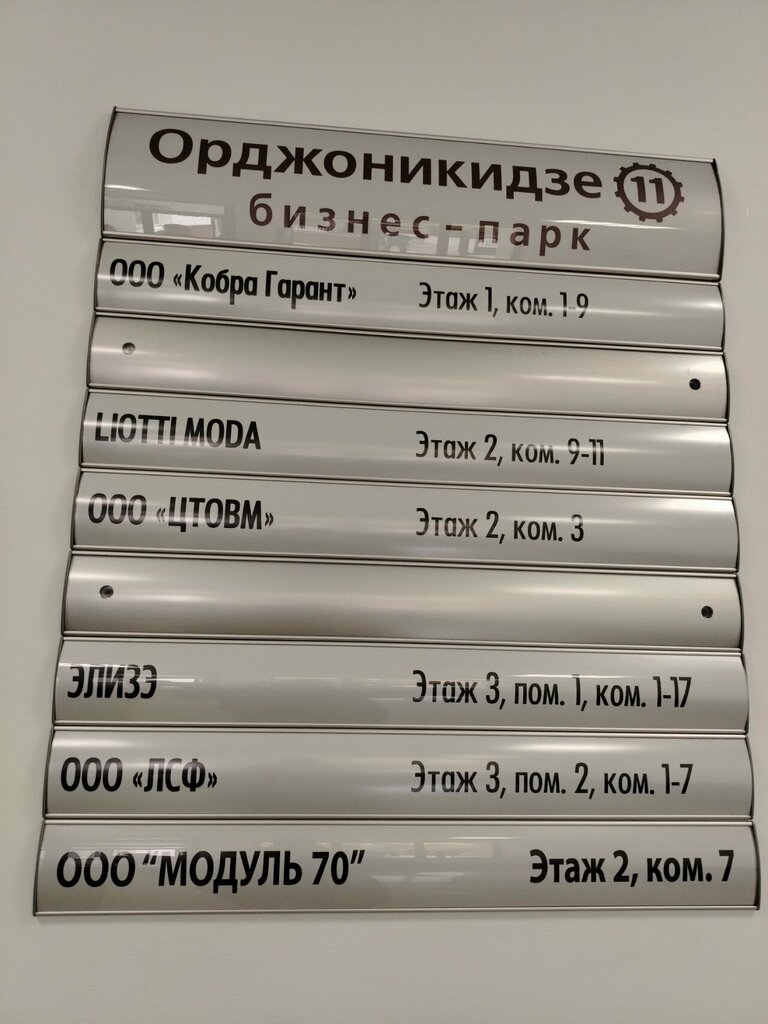 Орджоникидзе 11
бизнес-парк
ООО «Кобра Гарант» Этаж 1, ком. 1-9
LIOTTI MODA Этаж 2, ком. 9-11
ООО «ЦТОВМ» Этаж 2, ком. 3
ЭЛИЗЭ Этаж 3, пом. 1, ком. 1-17
ООО «ЛСФ» Этаж 3, пом. 2, ком. 1-7
ООО “МОДУЛЬ 70” Этаж 2, ком. 7